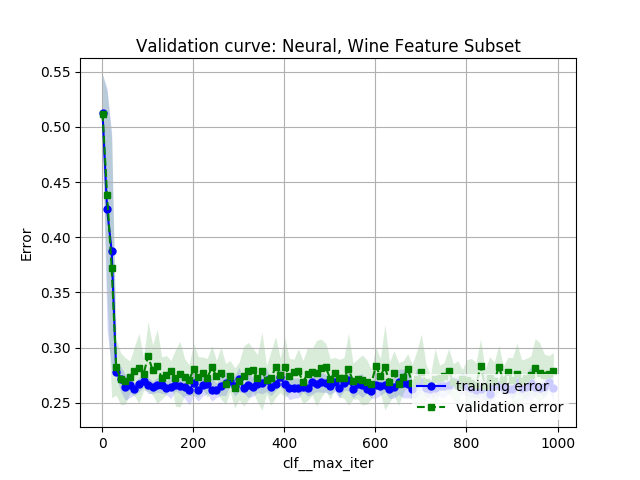 Validation curve: Neural, Wine Feature Subset
Error
0.55
0.50
0.45
0.40
0.35
0.30
0.25
training error
validation error
0 200 400 600 800 1000
clf__max_iter